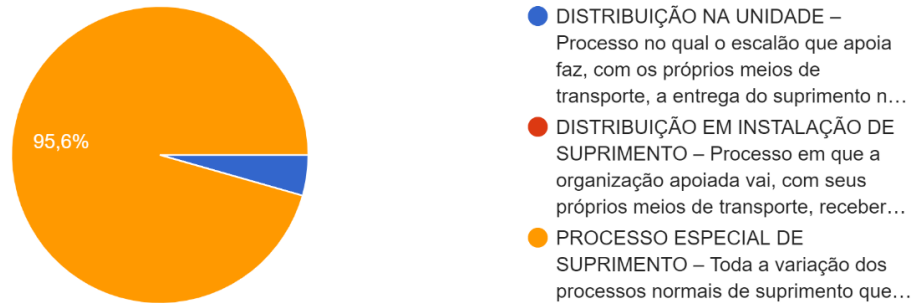 95,6%
DISTRIBUIÇÃO NA UNIDADE –
Processo no qual o escalão que apoia
faz, com os próprios meios de
transporte, a entrega do suprimento n…
DISTRIBUIÇÃO EM INSTALAÇÃO DE
SUPRIMENTO – Processo em que a
organização apoiada vai, com seus
próprios meios de transporte, receber…
PROCESSO ESPECIAL DE
SUPRIMENTO – Toda a variação dos
processos normais de suprimento que…